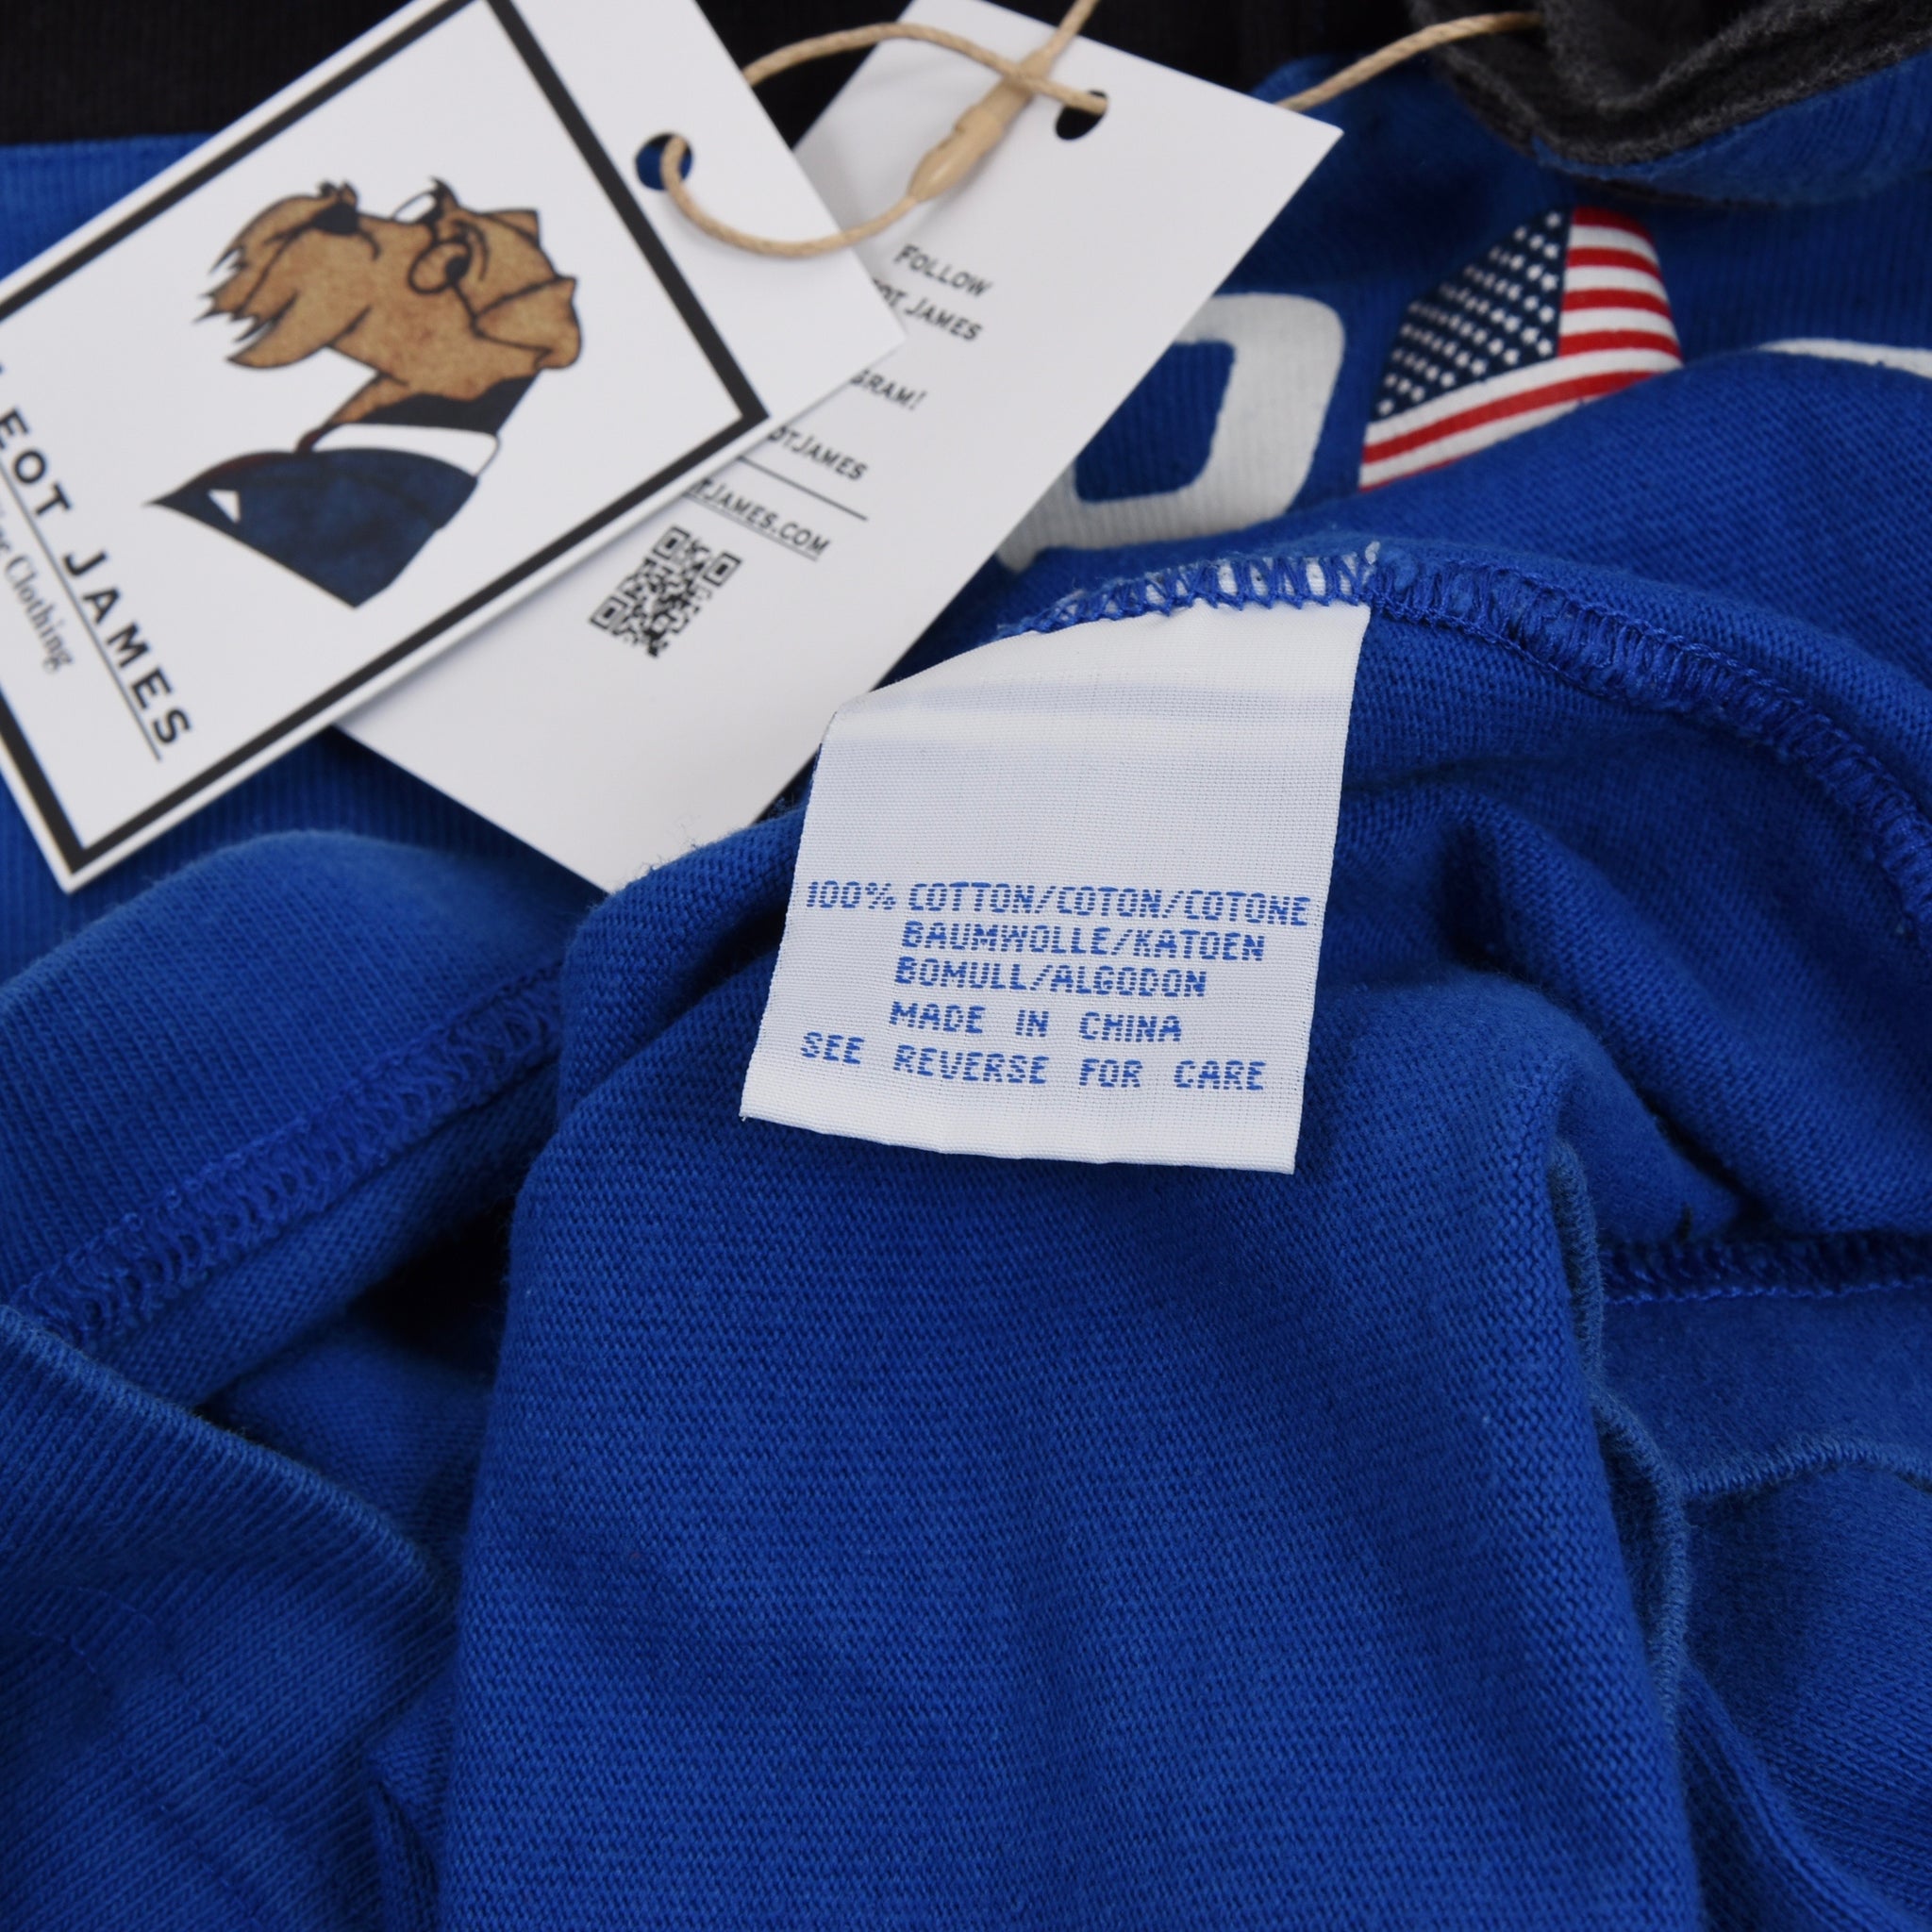 EOT JAMES
Clothing
FOLLOW
JAMES
GRAM!
OTJAMES
TJAMES.COM
100% COTTON/COTON/COTONE
BAUMWOLLE/KATOEN
BOMULL/ALGODON
MADE IN CHINA
SEE REVERSE FOR CARE